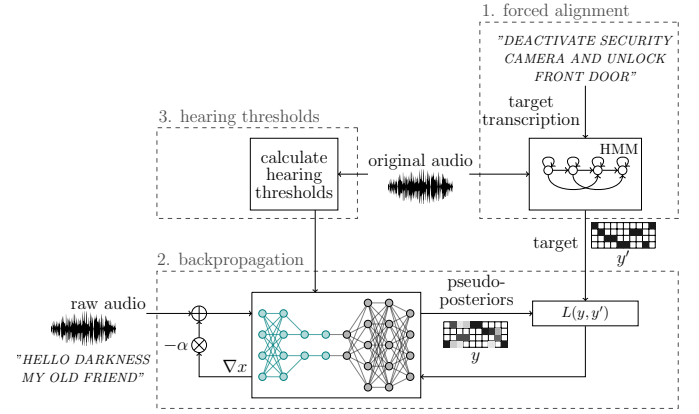 1. forced alignment
"DEACTIVATE SECURITY
CAMERA AND UNLOCK
FRONT DOOR"
target
transcription
HMM
3. hearing thresholds
calculate
hearing
thresholds
original audio
target
y′
2. backpropagation
raw audio
"HELLO DARKNESS
MY OLD FRIEND"
−α
∇x
pseudo-
posteriors
y
L(y, y′)